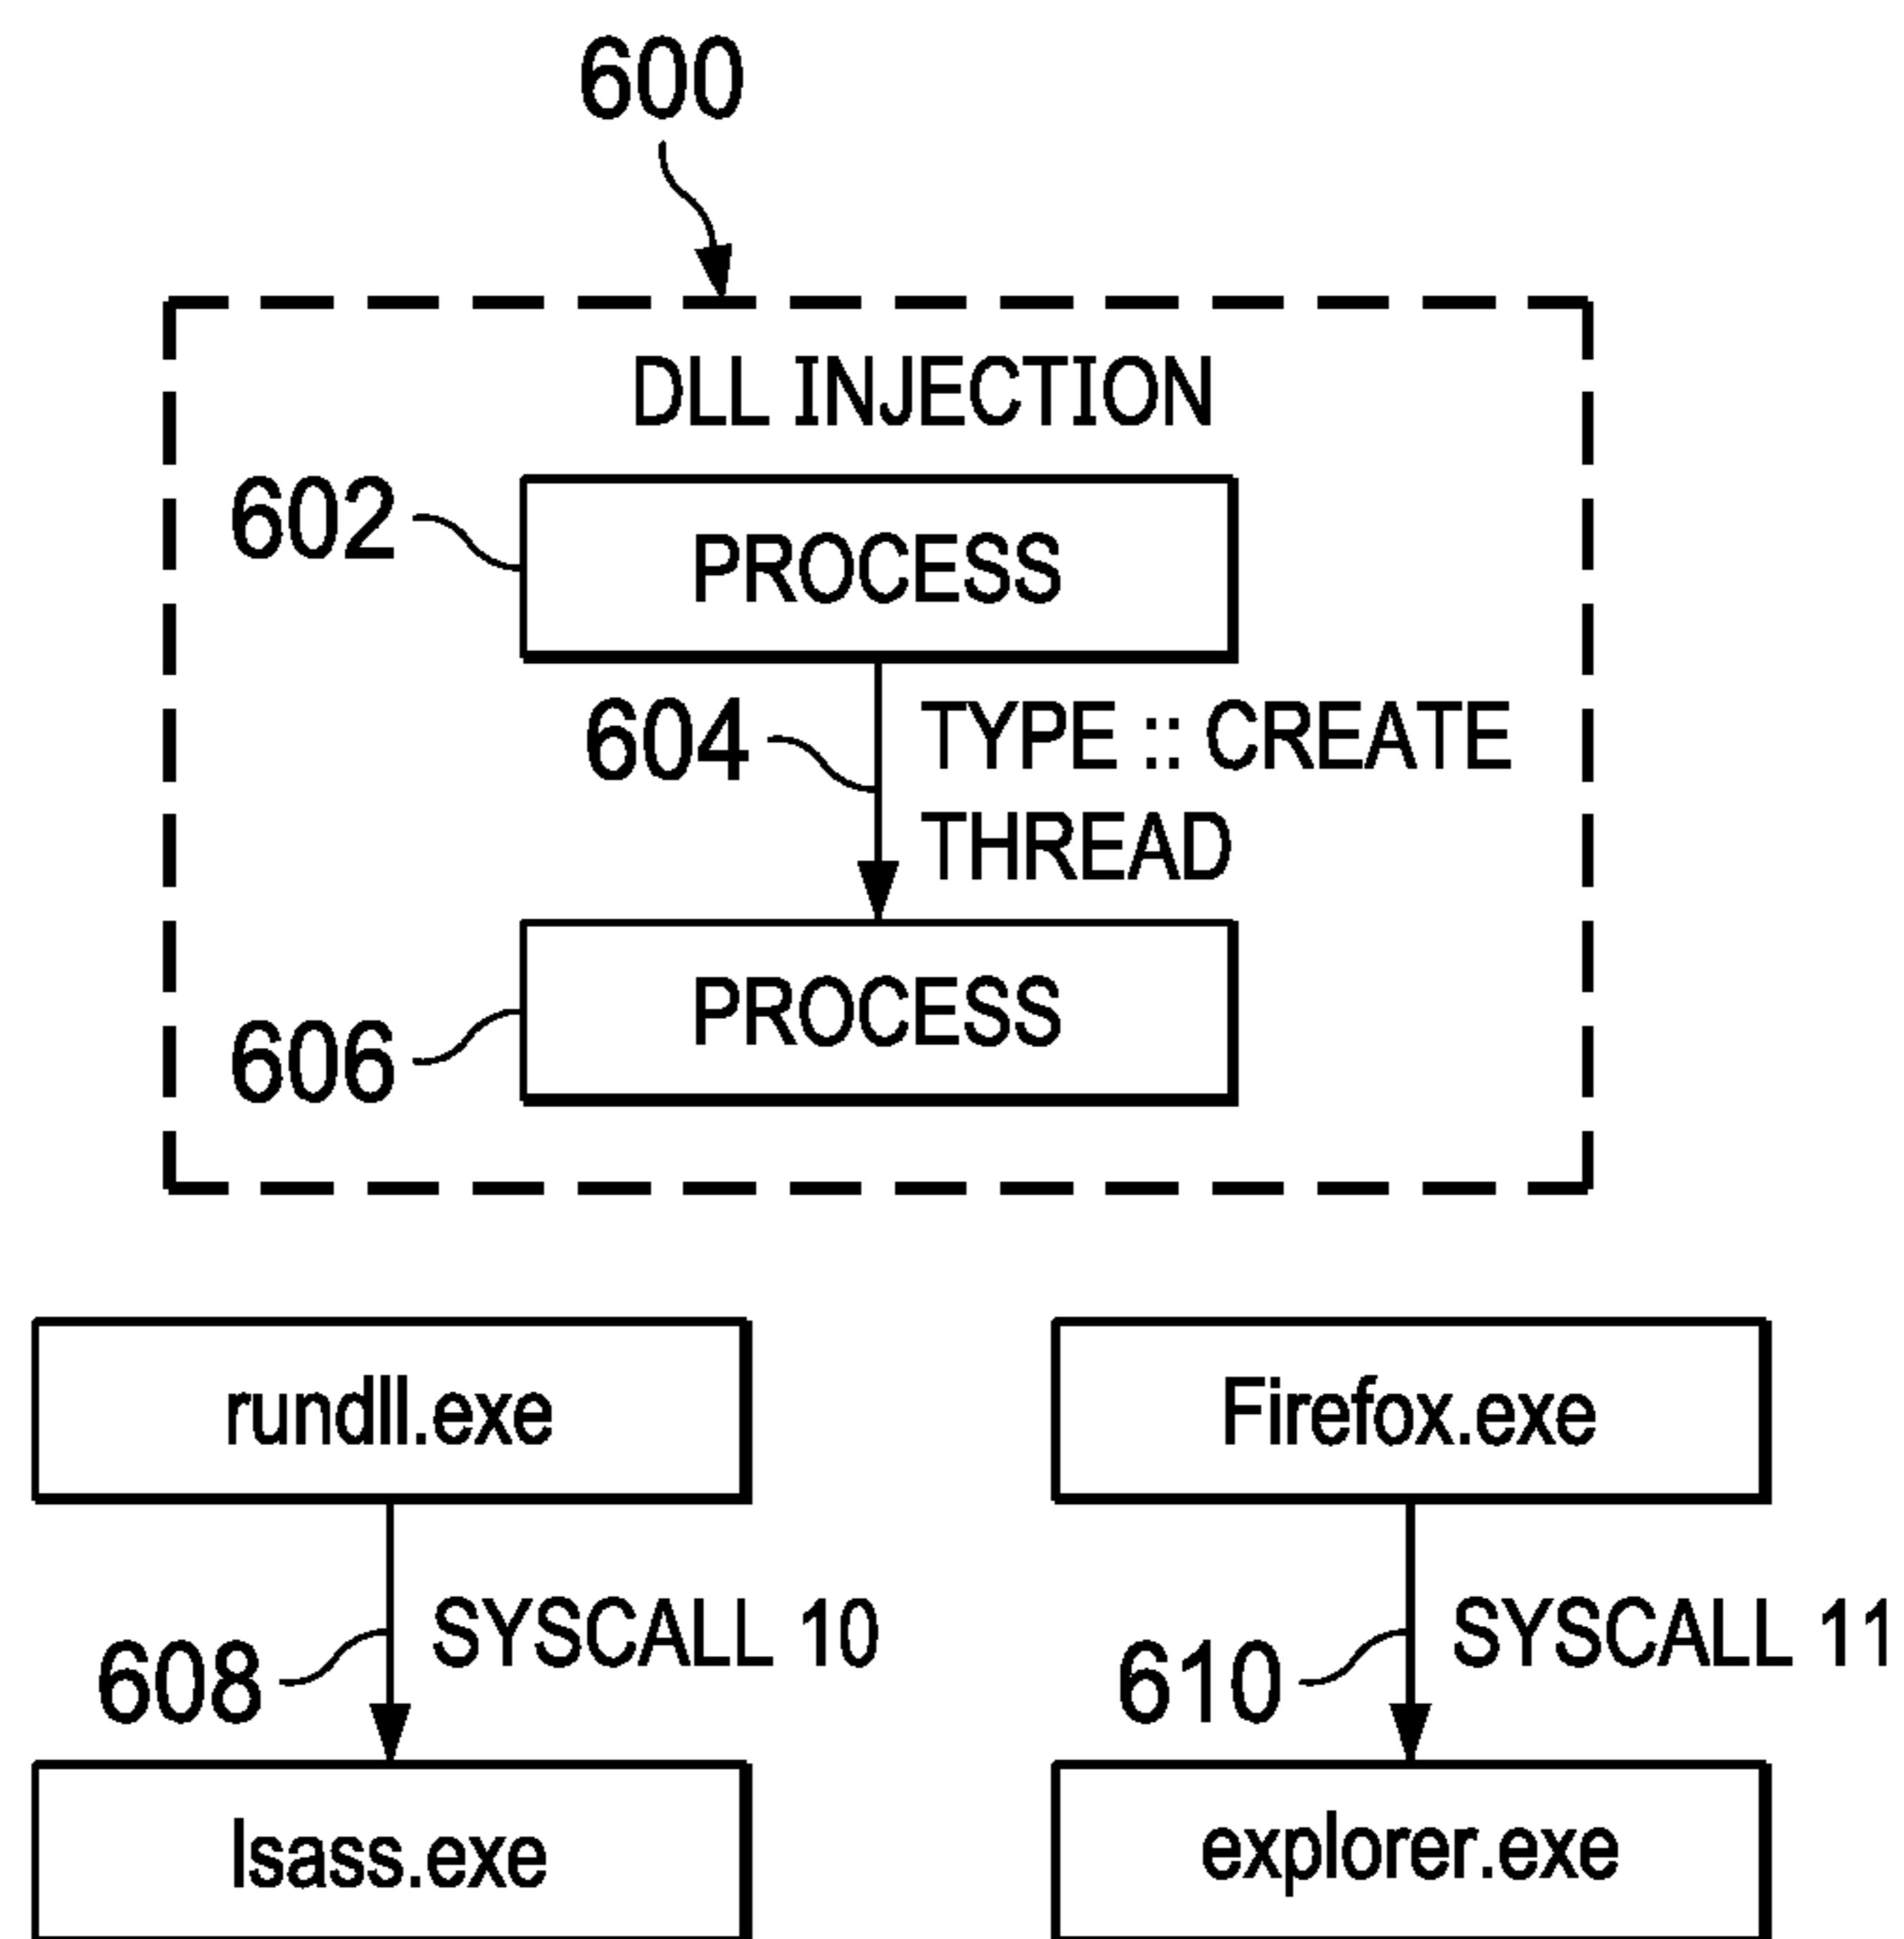 600
DLL INJECTION
602
PROCESS
604
TYPE :: CREATE
THREAD
606
PROCESS
rundll.exe
Firefox.exe
608
SYSCALL 10
610
SYSCALL 11
lsass.exe
explorer.exe